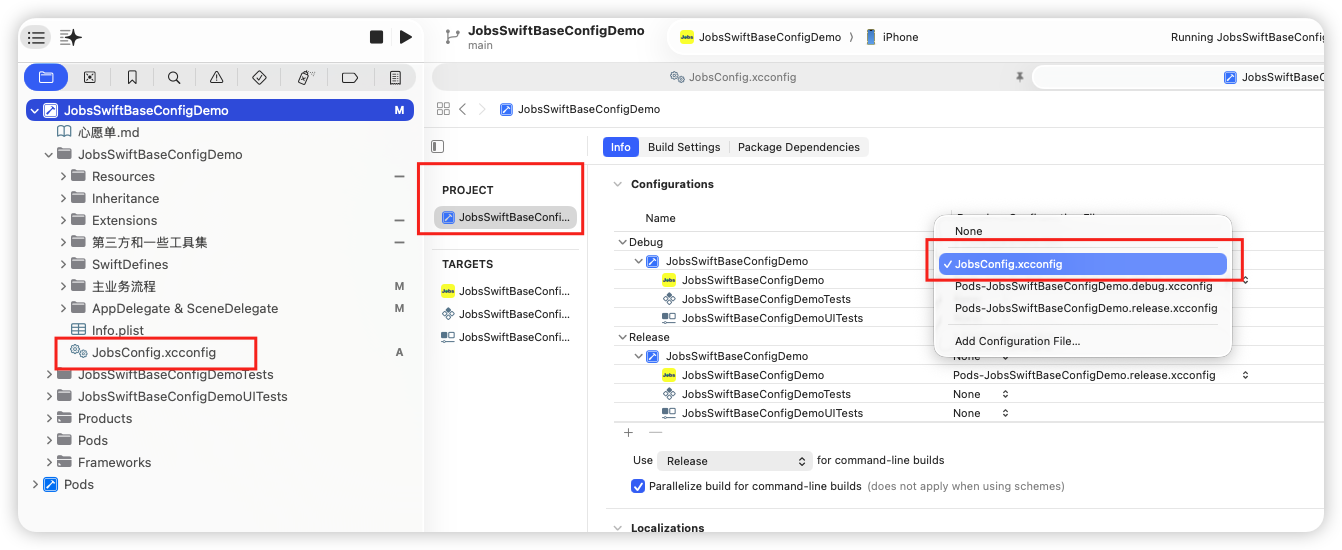 JobsSwiftBaseConfigDemo
main
JobsSwiftBaseConfigDemo 〉 iPhone
Running JobsSwiftBaseConfig
JobsConfig.xcconfig
JobsSwiftBaseC
JobsSwiftBaseConfigDemo M
心愿单.md
JobsSwiftBaseConfigDemo
Resources
Inheritance
Extensions
第三方和一些工具集
SwiftDefines
主业务流程
AppDelegate & SceneDelegate
Info.plist
JobsConfig.xcconfig A
JobsSwiftBaseConfigDemoTests
JobsSwiftBaseConfigDemoUITests
Products
Pods
Frameworks
Pods
JobsSwiftBaseConfigDemo
PROJECT
JobsSwiftBaseConfi...
TARGETS
JobsSwiftBaseConfi...
JobsSwiftBaseConfi...
JobsSwiftBaseConfi...
Info Build Settings Package Dependencies
Configurations
Name
Debug
JobsSwiftBaseConfigDemo
Jobs JobsSwiftBaseConfigDemo
JobsSwiftBaseConfigDemoTests
JobsSwiftBaseConfigDemoUITests
None
JobsConfig.xcconfig
Pods-JobsSwiftBaseConfigDemo.debug.xcconfig
Pods-JobsSwiftBaseConfigDemo.release.xcconfig
Add Configuration File...
Release
JobsSwiftBaseConfigDemo
Jobs JobsSwiftBaseConfigDemo Pods-JobsSwiftBaseConfigDemo.release.xcconfig
JobsSwiftBaseConfigDemoTests None
JobsSwiftBaseConfigDemoUITests None
Use Release for command-line builds
Parallelize build for command-line builds (does not apply when using schemes)
Localizations